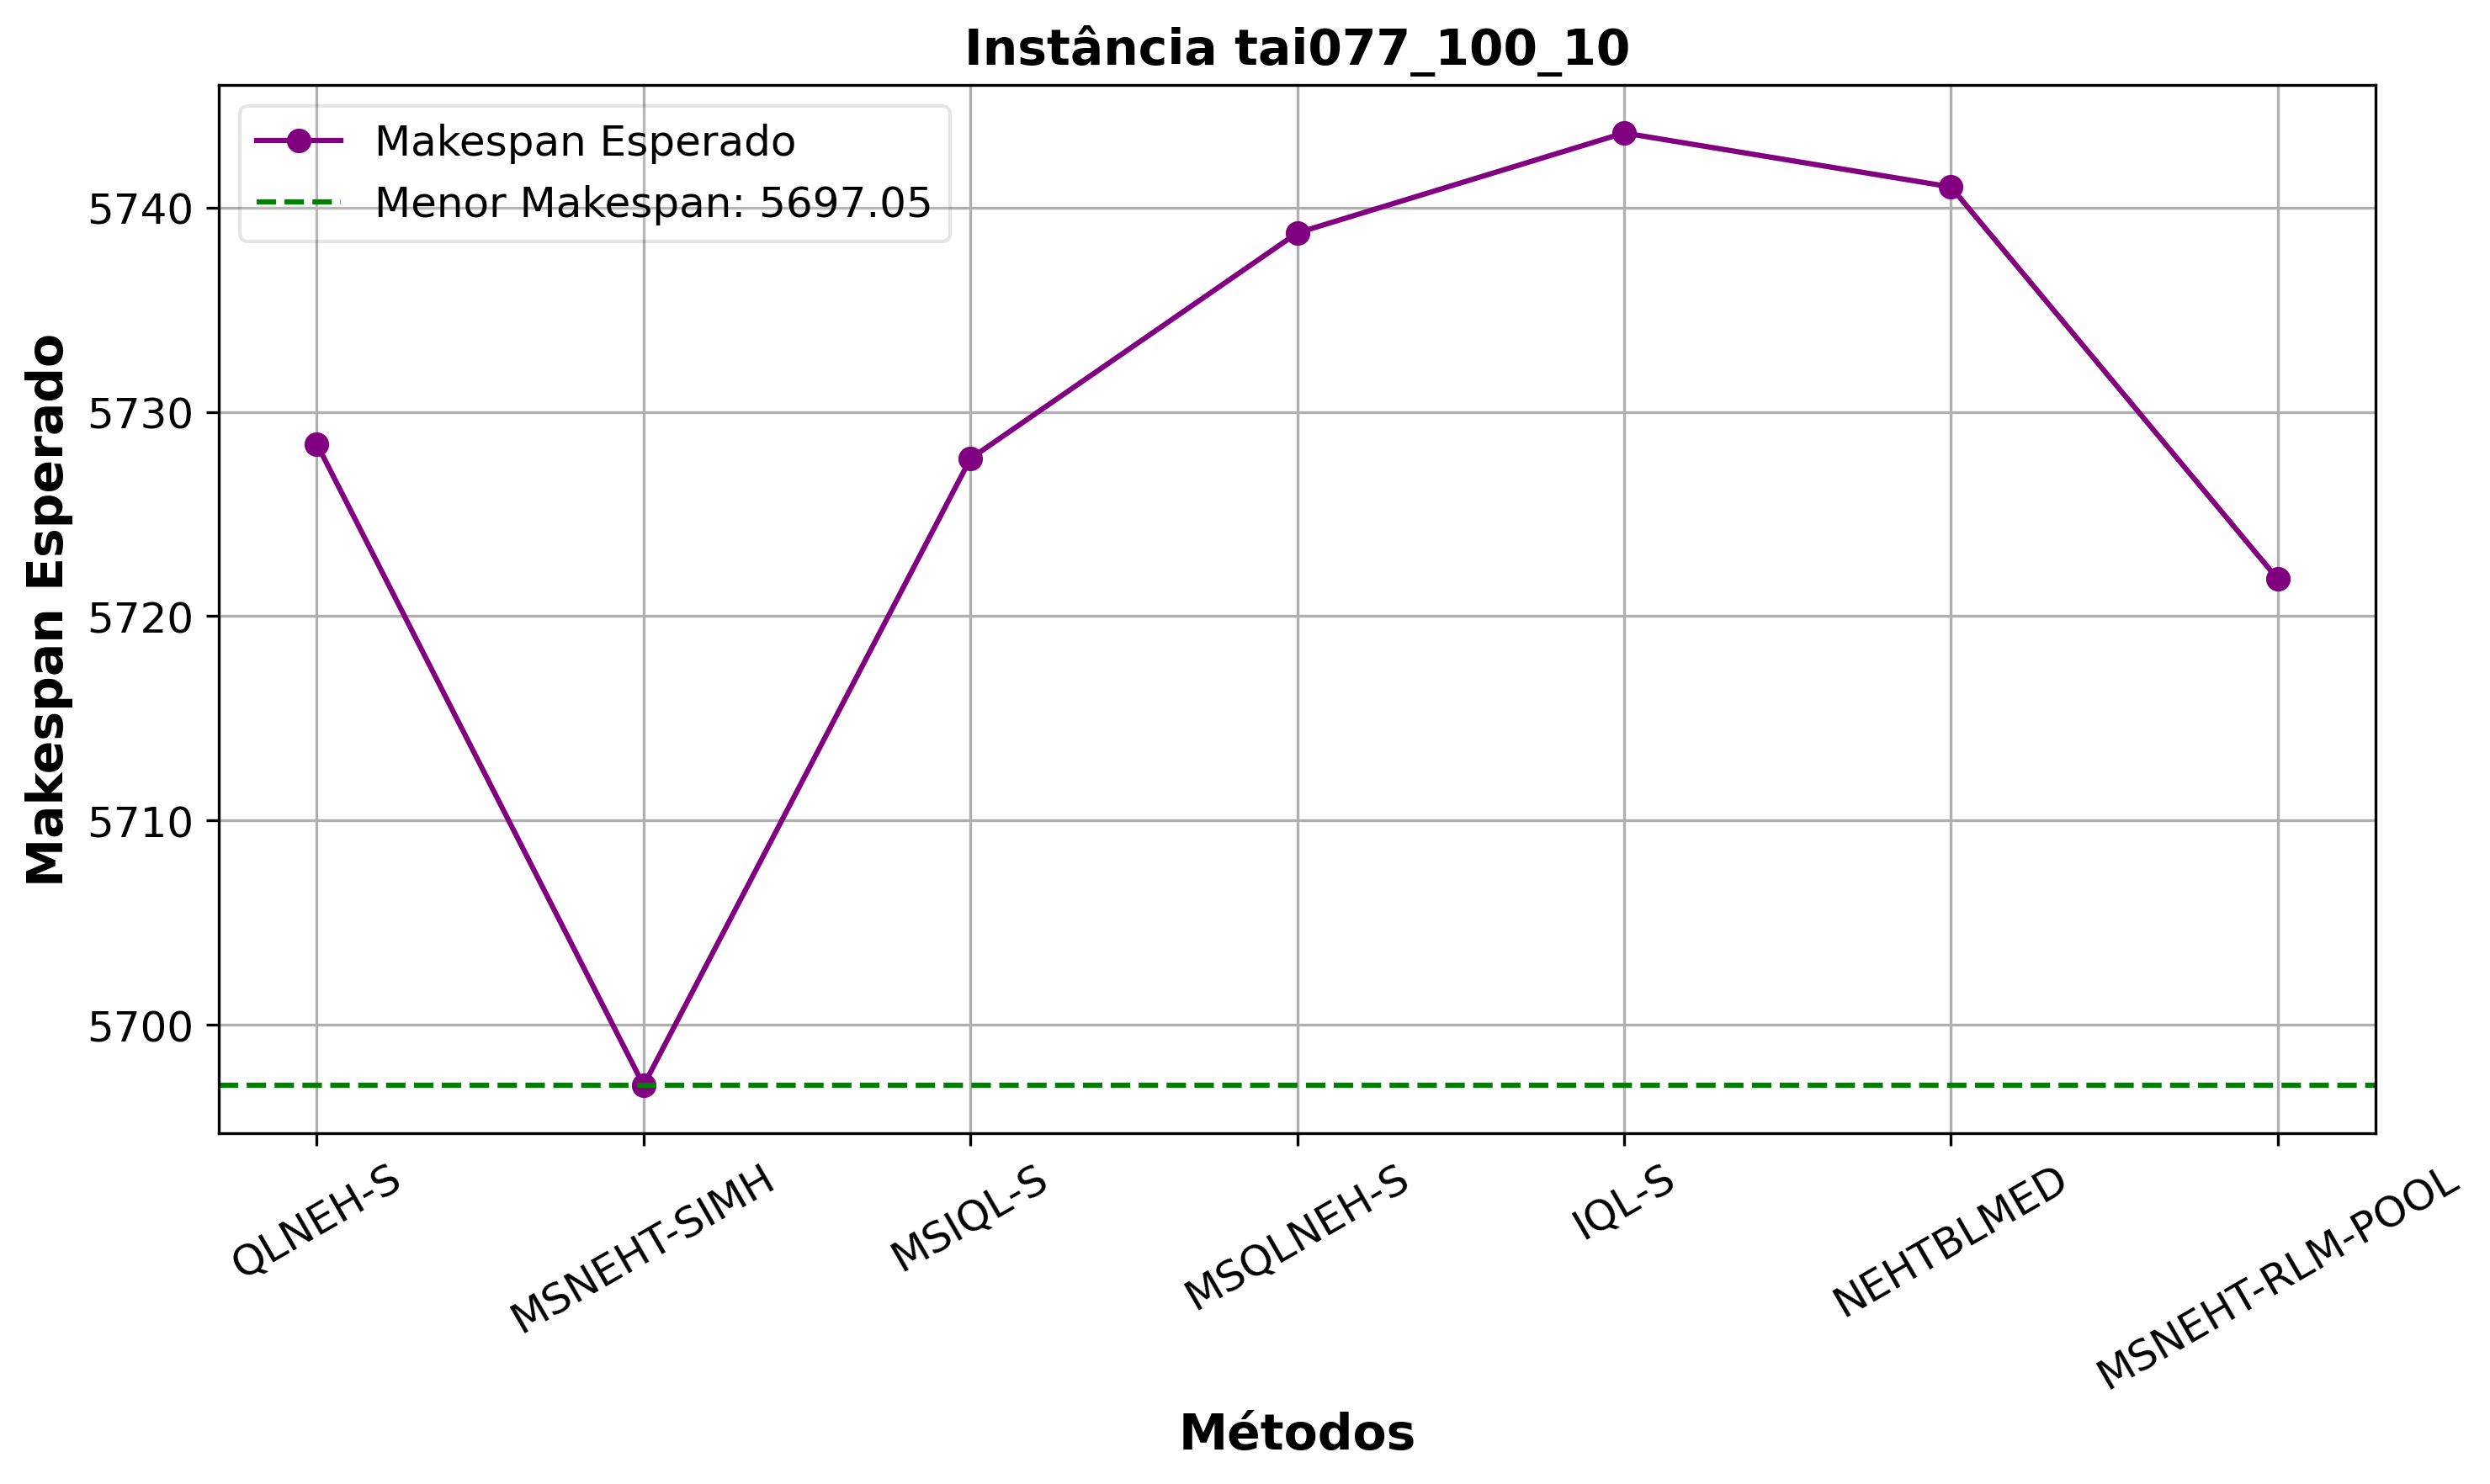 Instância tai077_100_10
Makespan Esperado
Menor Makespan: 5697.05
Makespan Esperado
5740
5730
5720
5710
5700
QLNEH-S
MSNEHT-SIMH
MSIQL-S
MSQLNEH-S
IQL-S
NEHTBLMED
MSNEHT-RLM-POOL
Métodos